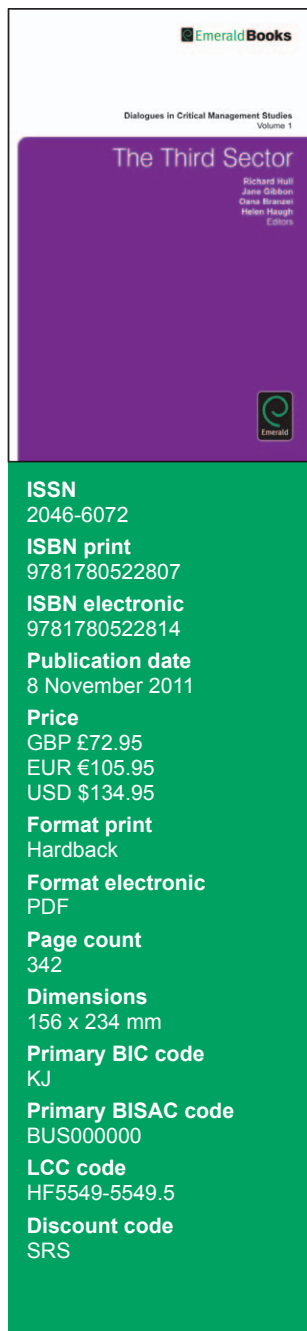 Emerald Books
Dialogues in Critical Management Studies
Volume 1
The Third Sector
Richard Hull
Jane Gibbon
Oana Branzei
Helen Haugh
Editors
Emerald
ISSN
2046-6072
ISBN print
9781780522807
ISBN electronic
9781780522814
Publication date
8 November 2011
Price
GBP £72.95
EUR €105.95
USD $134.95
Format print
Hardback
Format electronic
PDF
Page count
342
Dimensions
156 x 234 mm
Primary BIC code
KJ
Primary BISAC code
BUS000000
LCC code
HF5549-5549.5
Discount code
SRS